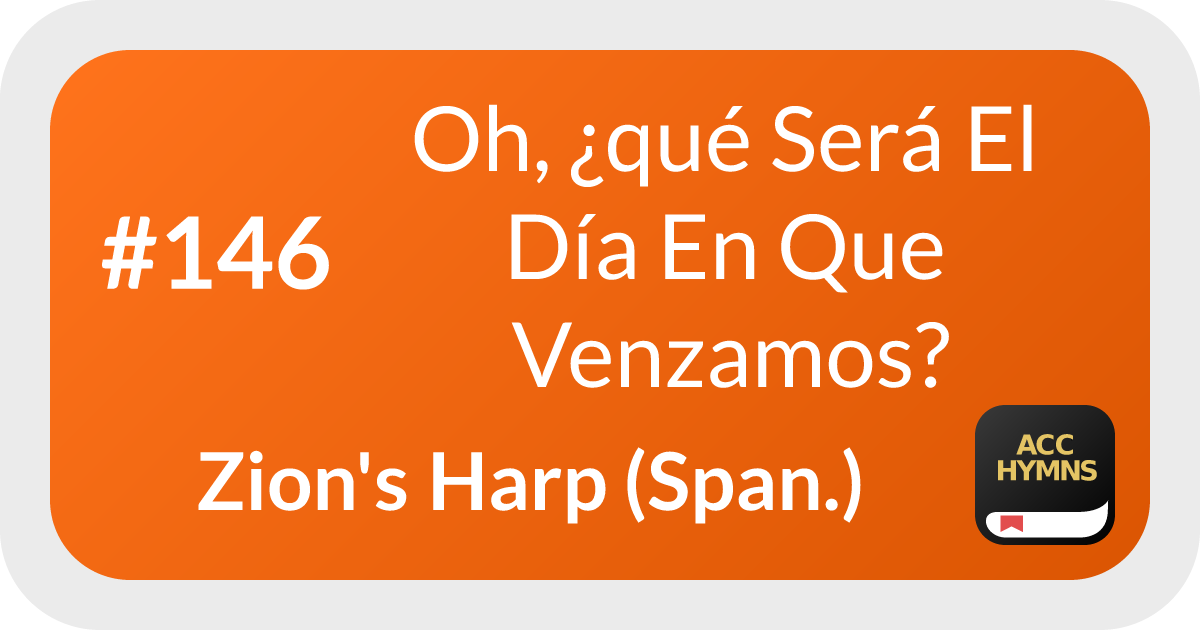 #146
Oh, ¿qué Será El
Día En Que
Venzamos?
Zion's Harp (Span.)
ACC
HYMNS